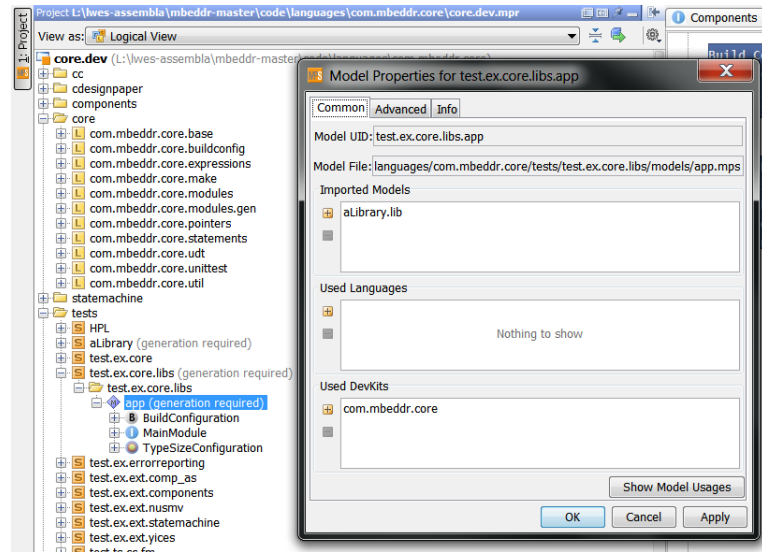 1: Project
Project L:\lwes-assembla\mbeddr-master\code\languages\com.mbeddr.core\core.dev.mpr
View as: Logical View
core.dev (L:\lwes-assembla\mbeddr-master\code\languages\com.mbeddr.core)
cc
cdesignpaper
components
core
L com.mbeddr.core.base
L com.mbeddr.core.buildconfig
L com.mbeddr.core.expressions
L com.mbeddr.core.make
L com.mbeddr.core.modules
L com.mbeddr.core.modules.gen
L com.mbeddr.core.pointers
L com.mbeddr.core.statements
L com.mbeddr.core.udt
L com.mbeddr.core.unittest
L com.mbeddr.core.util
statemachine
tests
S HPL
S aLibrary (generation required)
S test.ex.core
S test.ex.core.libs (generation required)
test.ex.core.libs
M app (generation required)
B BuildConfiguration
I MainModule
TypeSizeConfiguration
S test.ex.errorreporting
S test.ex.ext.comp_as
S test.ex.ext.components
S test.ex.ext.nusmv
S test.ex.ext.statemachine
S test.ex.ext.yices
S test.ts.cc.fm
I Components
Build Co
MPS Model Properties for test.ex.core.libs.app
X
Common Advanced Info
Model UID: test.ex.core.libs.app
Model File: languages/com.mbeddr.core/tests/test.ex.core.libs/models/app.mps
Imported Models
aLibrary.lib
Used Languages
Nothing to show
Used DevKits
com.mbeddr.core
Show Model Usages
OK Cancel Apply